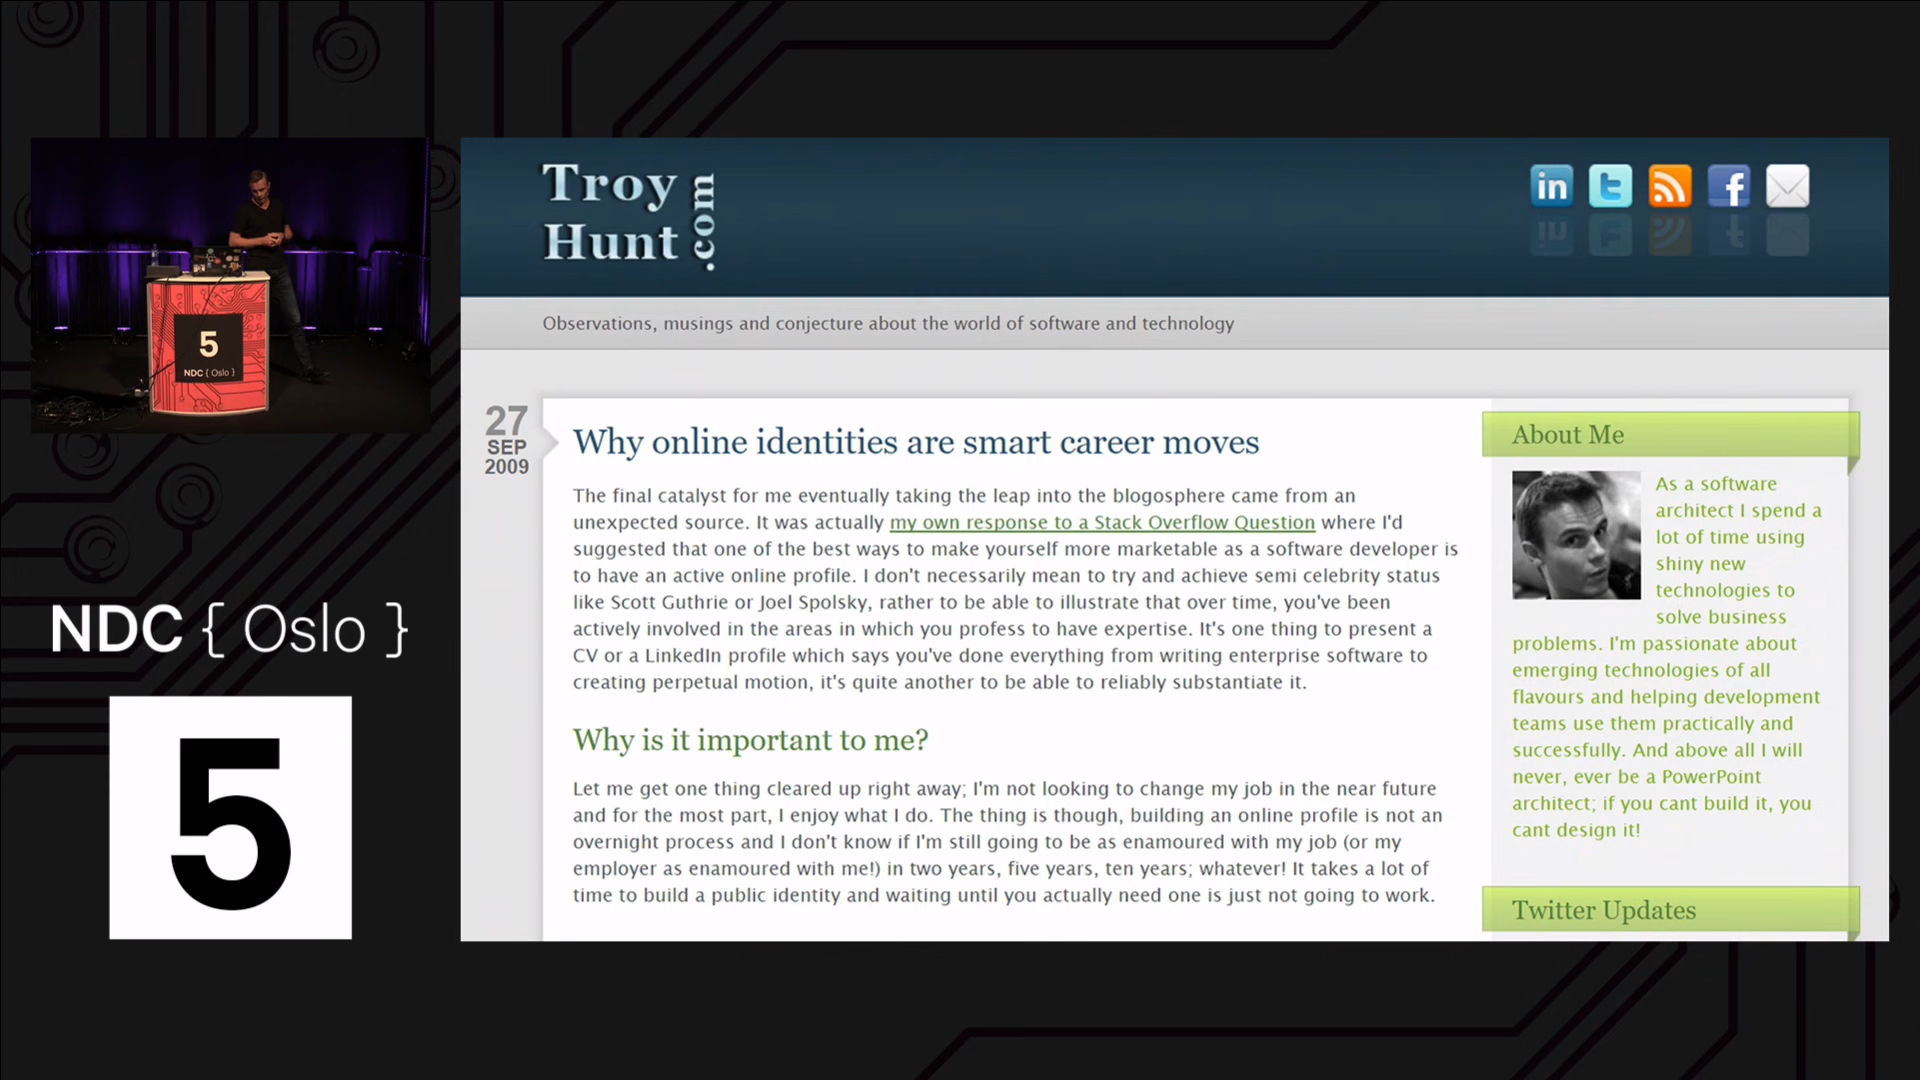 Troy
Hunt
.com
in
t
f
Observations, musings and conjecture about the world of software and technology
5
NDC { Oslo }
27
SEP
2009
Why online identities are smart career moves
The final catalyst for me eventually taking the leap into the blogosphere came from an
unexpected source. It was actually my own response to a Stack Overflow Question where I'd
suggested that one of the best ways to make yourself more marketable as a software developer is
to have an active online profile. I don't necessarily mean to try and achieve semi celebrity status
like Scott Guthrie or Joel Spolsky, rather to be able to illustrate that over time, you've been
actively involved in the areas in which you profess to have expertise. It's one thing to present a
CV or a LinkedIn profile which says you've done everything from writing enterprise software to
creating perpetual motion, it's quite another to be able to reliably substantiate it.
Why is it important to me?
Let me get one thing cleared up right away; I'm not looking to change my job in the near future
and for the most part, I enjoy what I do. The thing is though, building an online profile is not an
overnight process and I don't know if I'm still going to be as enamoured with my job (or my
employer as enamoured with me!) in two years, five years, ten years; whatever! It takes a lot of
time to build a public identity and waiting until you actually need one is just not going to work.
About Me
As a software
architect I spend a
lot of time using
shiny new
technologies to
solve business
problems. I'm passionate about
emerging technologies of all
flavours and helping development
teams use them practically and
successfully. And above all I will
never, ever be a PowerPoint
architect; if you cant build it, you
cant design it!
Twitter Updates
NDC { Oslo }
5